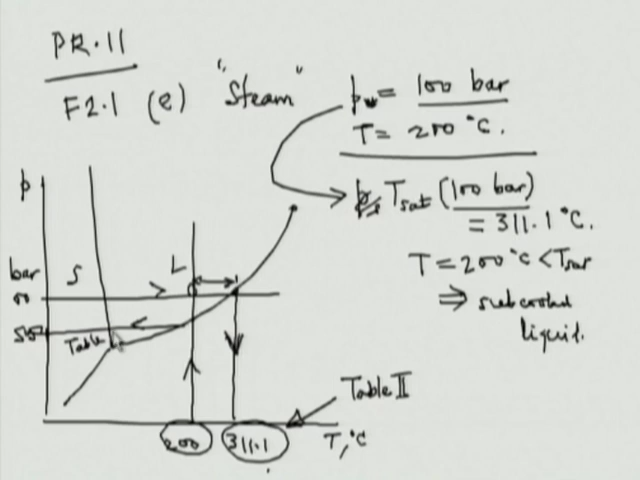 PR.11
F2.1 (e) "Steam"
p = 100 bar
T = 200 °C.
Tsat (100 bar)
= 311.1 °C.
T = 200 °C < Tsat
⇒ subcooled
liquid.
p
bar
S
L
Table
Table II
200
311.1
T, °C